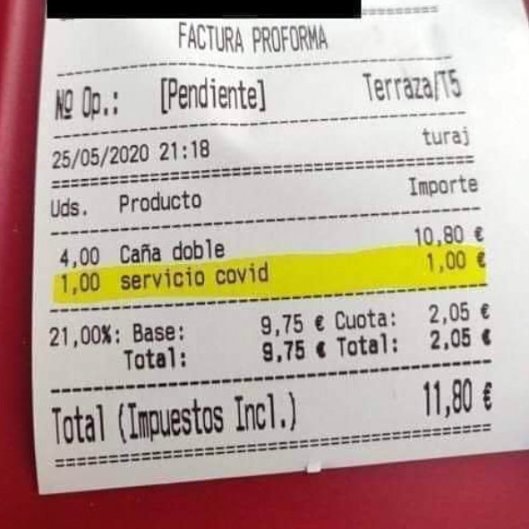 FACTURA PROFORMA
Nº Op.: [Pendiente] Terraza/T5
25/05/2020 21:18 turaj
Uds. Producto Importe
4,00 Caña doble 10,80 €
1,00 servicio covid 1,00 €
21,00%: Base: 9,75 € Cuota: 2,05 €
Total: 9,75 € Total: 2,05 €
Total (Impuestos Incl.) 11,80 €